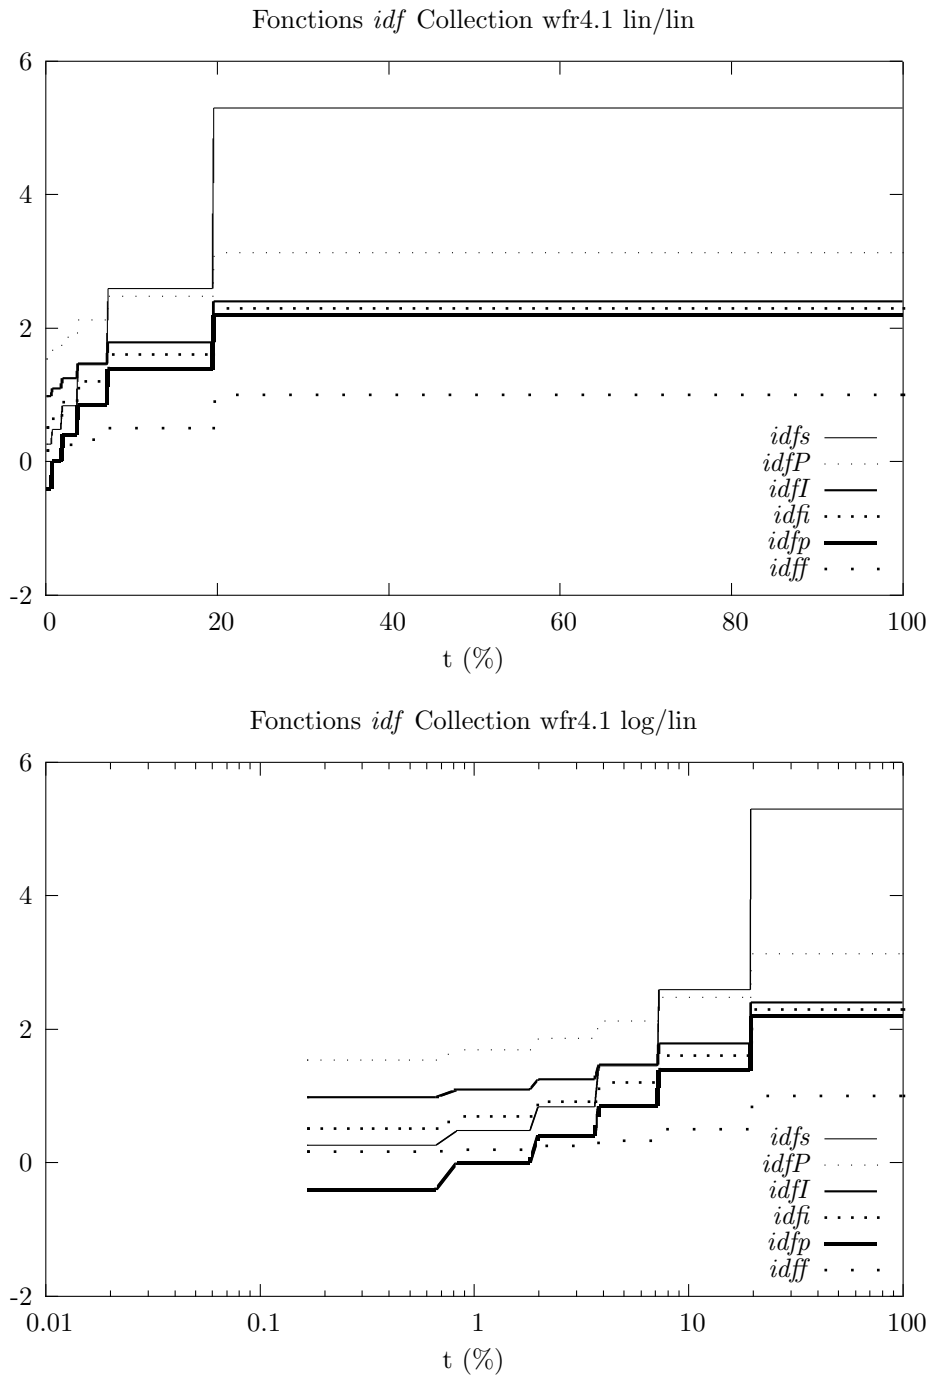 Fonctions idf Collection wfr4.1 lin/lin
6
4
2
0
-2
idfs
idfP
idfI
idfi
idfp
idff
0 20 40 60 80 100
t (%)
Fonctions idf Collection wfr4.1 log/lin
6
4
2
0
-2
idfs
idfP
idfI
idfi
idfp
idff
0.01 0.1 1 10 100
t (%)